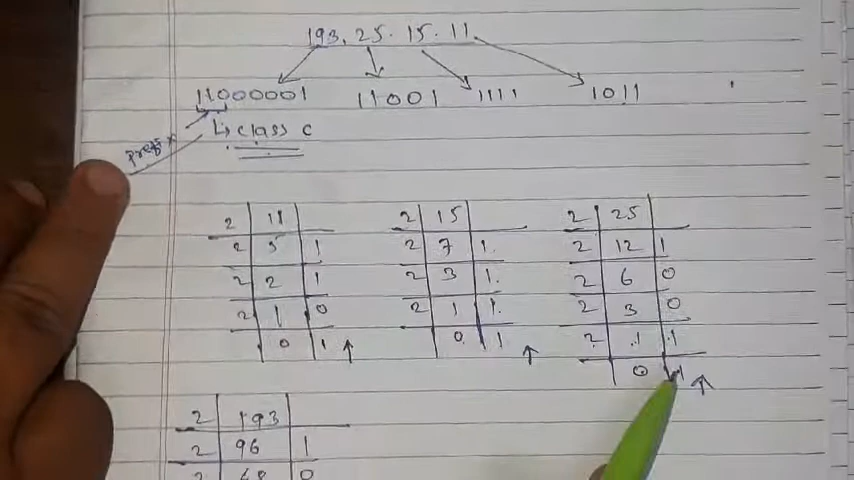 193.25.15.11
11000001 11001 1111 1011
prefix ↳ class c
2 11 2 15 2 25
2 5 1 2 7 1 2 12 1
2 2 1 2 3 1 2 6 0
2 1 0 2 1 1 2 3 0
0 1 ↑ 0 1 ↑ 2 1 1
0 1 ↑
2 193
2 96 1
2 48 0